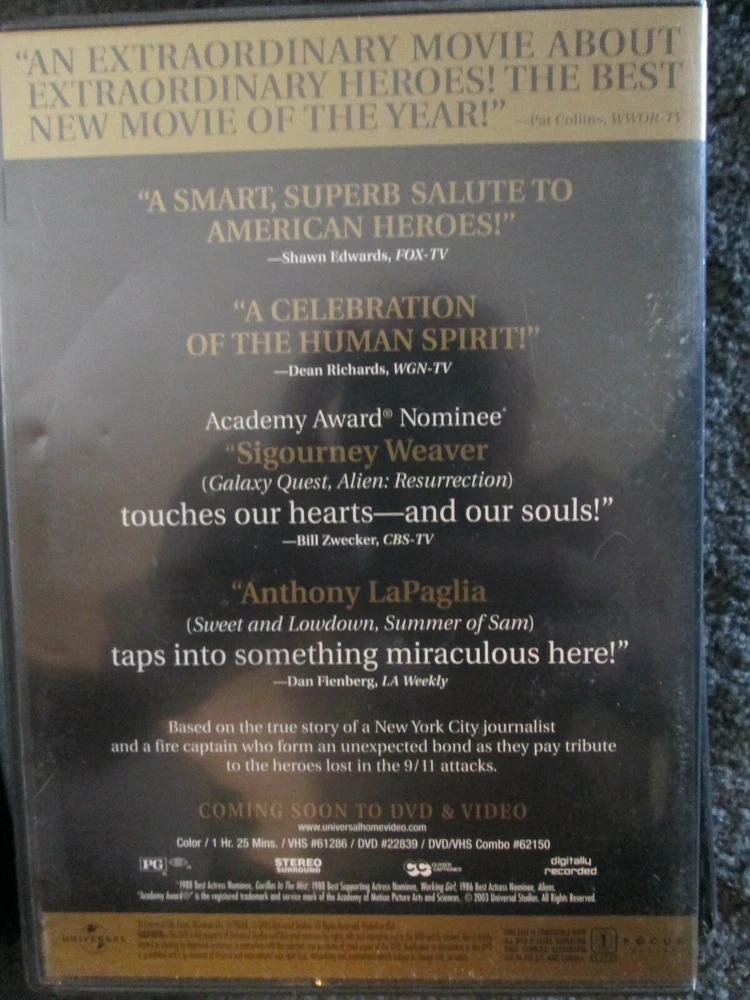 “AN EXTRAORDINARY MOVIE ABOUT
EXTRAORDINARY HEROES! THE BEST
NEW MOVIE OF THE YEAR!” —Pat Collins, WWOR-TV
“A SMART, SUPERB SALUTE TO
AMERICAN HEROES!”
—Shawn Edwards, FOX-TV
“A CELEBRATION
OF THE HUMAN SPIRIT!”
—Dean Richards, WGN-TV
Academy Award® Nominee*
“Sigourney Weaver
(Galaxy Quest, Alien: Resurrection)
touches our hearts—and our souls!”
—Bill Zwecker, CBS-TV
“Anthony LaPaglia
(Sweet and Lowdown, Summer of Sam)
taps into something miraculous here!”
—Dan Fienberg, LA Weekly
Based on the true story of a New York City journalist
and a fire captain who form an unexpected bond as they pay tribute
to the heroes lost in the 9/11 attacks.
COMING SOON TO DVD & VIDEO
www.universalhomevideo.com
Color / 1 Hr. 25 Mins. / VHS #61286 / DVD #22839 / DVD/VHS Combo #62150
PG STEREO SURROUND CC CLOSED CAPTIONED digitally recorded
*1988 Best Actress Nominee, Gorillas In The Mist; 1988 Best Supporting Actress Nominee, Working Girl; 1986 Best Actress Nominee, Aliens.
"Academy Award®" is the registered trademark and service mark of the Academy of Motion Picture Arts and Sciences. © 2003 Universal Studios. All Rights Reserved.
UNIVERSAL
1
FOCUS